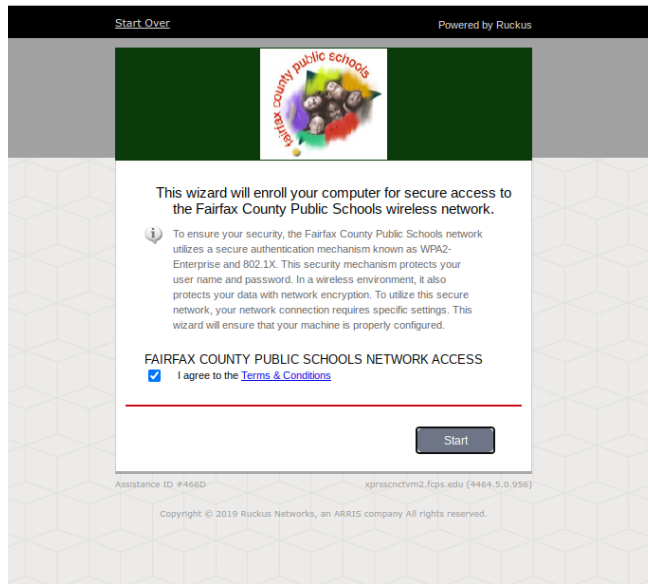 Start Over
Powered by Ruckus
fairfax county public schools
This wizard will enroll your computer for secure access to
the Fairfax County Public Schools wireless network.
To ensure your security, the Fairfax County Public Schools network
utilizes a secure authentication mechanism known as WPA2-
Enterprise and 802.1X. This security mechanism protects your
user name and password. In a wireless environment, it also
protects your data with network encryption. To utilize this secure
network, your network connection requires specific settings. This
wizard will ensure that your machine is properly configured.
FAIRFAX COUNTY PUBLIC SCHOOLS NETWORK ACCESS
I agree to the Terms & Conditions
Start
Assistance ID #466D
xprsscnctvm2.fcps.edu (4464.5.0.956)
Copyright © 2019 Ruckus Networks, an ARRIS company All rights reserved.